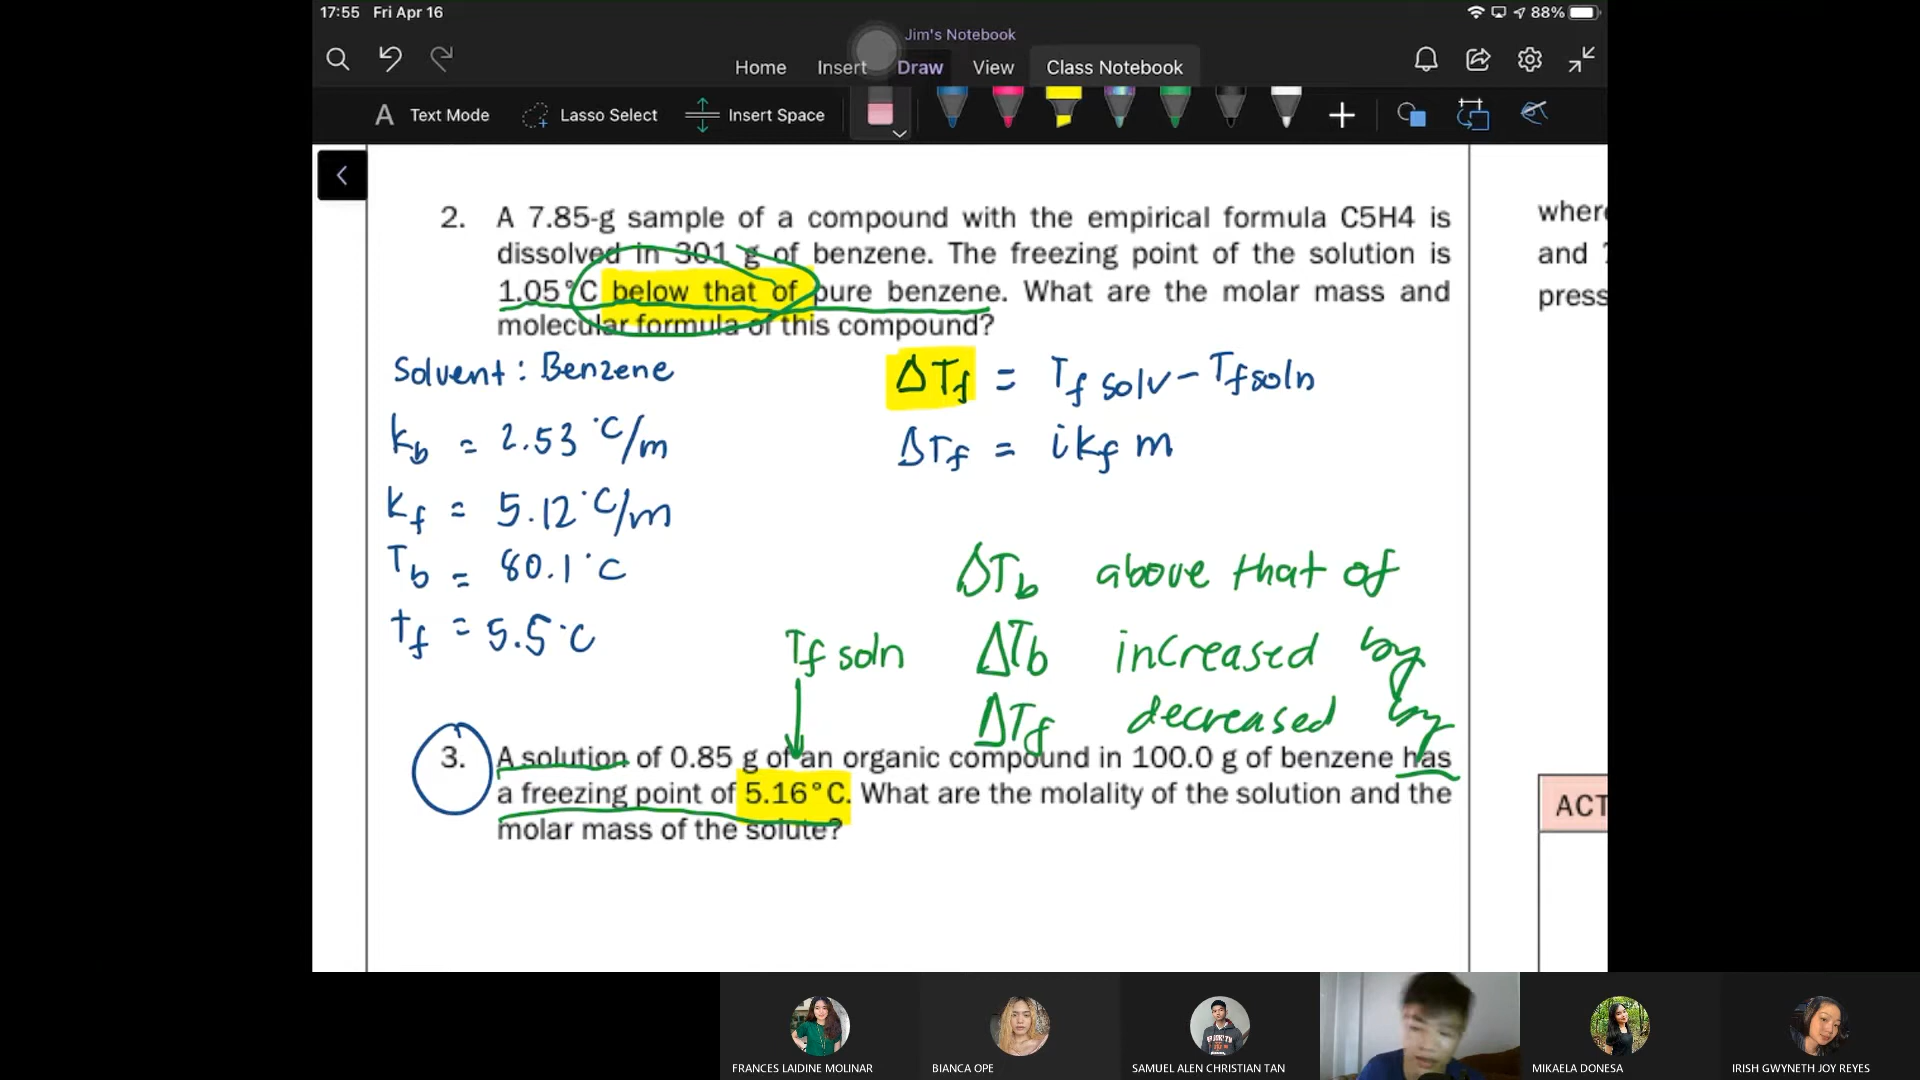 17:55 Fri Apr 16
88%
Jim's Notebook
Home Insert Draw View Class Notebook
A Text Mode Lasso Select Insert Space
2. A 7.85-g sample of a compound with the empirical formula C5H4 is
dissolved in 301 g of benzene. The freezing point of the solution is
1.05°C below that of pure benzene. What are the molar mass and
molecular formula of this compound?
where
and
press
Solvent: Benzene
ΔTf = Tf solv - Tf soln
kb = 2.53 °C/m
ΔTf = i kf m
kf = 5.12 °C/m
Tb = 80.1 °C
ΔTb above that of
tf = 5.5 °C
Tf soln
ΔTb increased by
ΔTf decreased by
3. A solution of 0.85 g of an organic compound in 100.0 g of benzene has
a freezing point of 5.16°C. What are the molality of the solution and the
molar mass of the solute?
ACT
FRANCES LAIDINE MOLINAR
BIANCA OPE
SAMUEL ALEN CHRISTIAN TAN
MIKAELA DONESA
IRISH GWYNETH JOY REYES